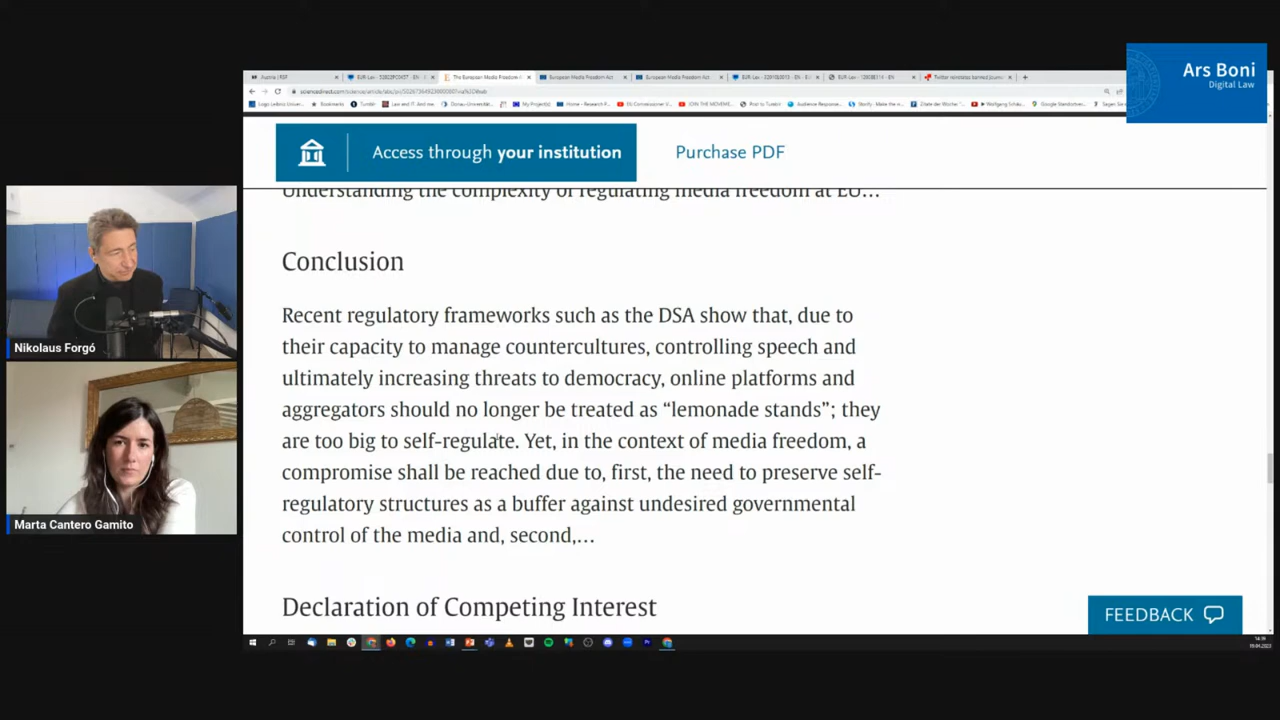 Ars Boni
Digital Law
Access through your institution
Purchase PDF
Understanding the complexity of regulating media freedom at EU…
Conclusion
Recent regulatory frameworks such as the DSA show that, due to
their capacity to manage countercultures, controlling speech and
ultimately increasing threats to democracy, online platforms and
aggregators should no longer be treated as “lemonade stands”; they
are too big to self-regulate. Yet, in the context of media freedom, a
compromise shall be reached due to, first, the need to preserve self-
regulatory structures as a buffer against undesired governmental
control of the media and, second,…
Declaration of Competing Interest
FEEDBACK
Nikolaus Forgó
Marta Cantero Gamito